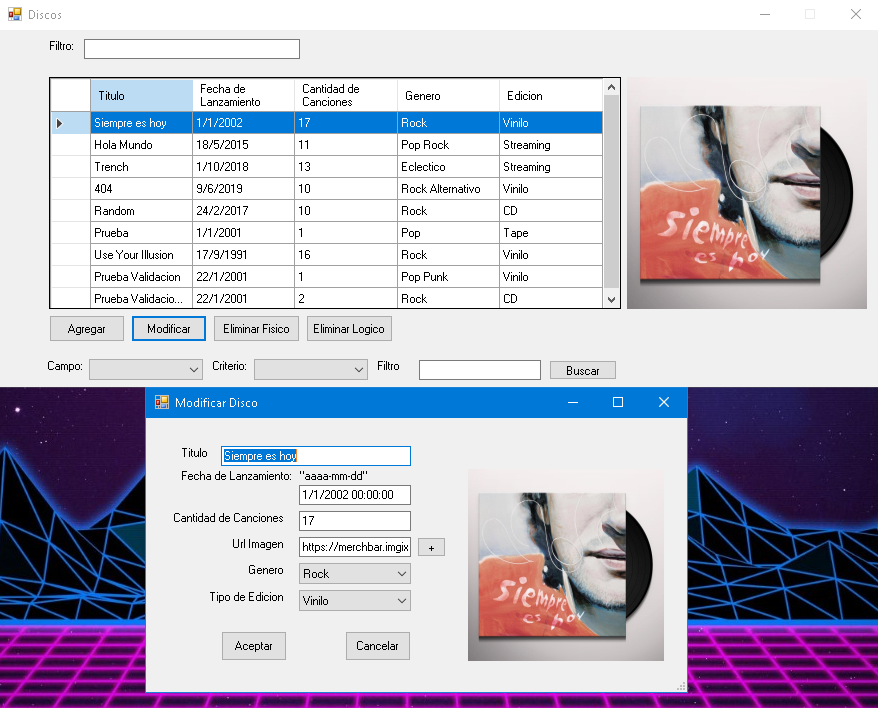 Discos
Filtro:
Titulo Fecha de Lanzamiento Cantidad de Canciones Genero Edicion
Siempre es hoy 1/1/2002 17 Rock Vinilo
Hola Mundo 18/5/2015 11 Pop Rock Streaming
Trench 1/10/2018 13 Eclectico Streaming
404 9/6/2019 10 Rock Alternativo Vinilo
Random 24/2/2017 10 Rock CD
Prueba 1/1/2001 1 Pop Tape
Use Your Illusion 17/9/1991 16 Rock Vinilo
Prueba Validacion 22/1/2001 1 Pop Punk Vinilo
Prueba Validacio... 22/1/2001 2 Rock CD
siempre
es hoy
Agregar Modificar Eliminar Fisico Eliminar Logico
Campo: Criterio: Filtro Buscar
Modificar Disco
Titulo Siempre es hoy
Fecha de Lanzamiento: "aaaa-mm-dd"
1/1/2002 00:00:00
Cantidad de Canciones 17
Url Imagen https://merchbar.imgix +
Genero Rock
Tipo de Edicion Vinilo
siempre
es hoy
Aceptar Cancelar